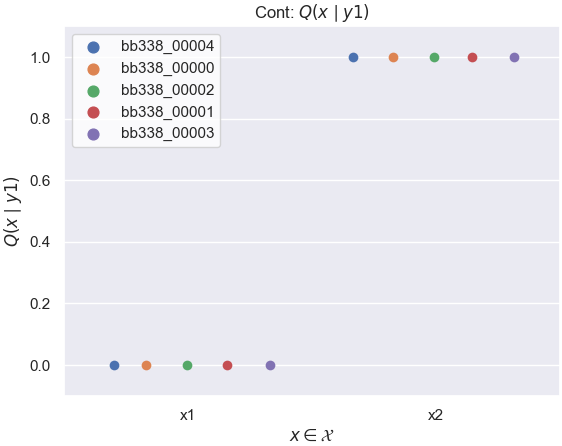 Cont: Q(x | y1)
bb338_00004
bb338_00000
bb338_00002
bb338_00001
bb338_00003
1.0
0.8
0.6
0.4
0.2
0.0
Q(x | y1)
x1 x2
x ∈ 𝒳